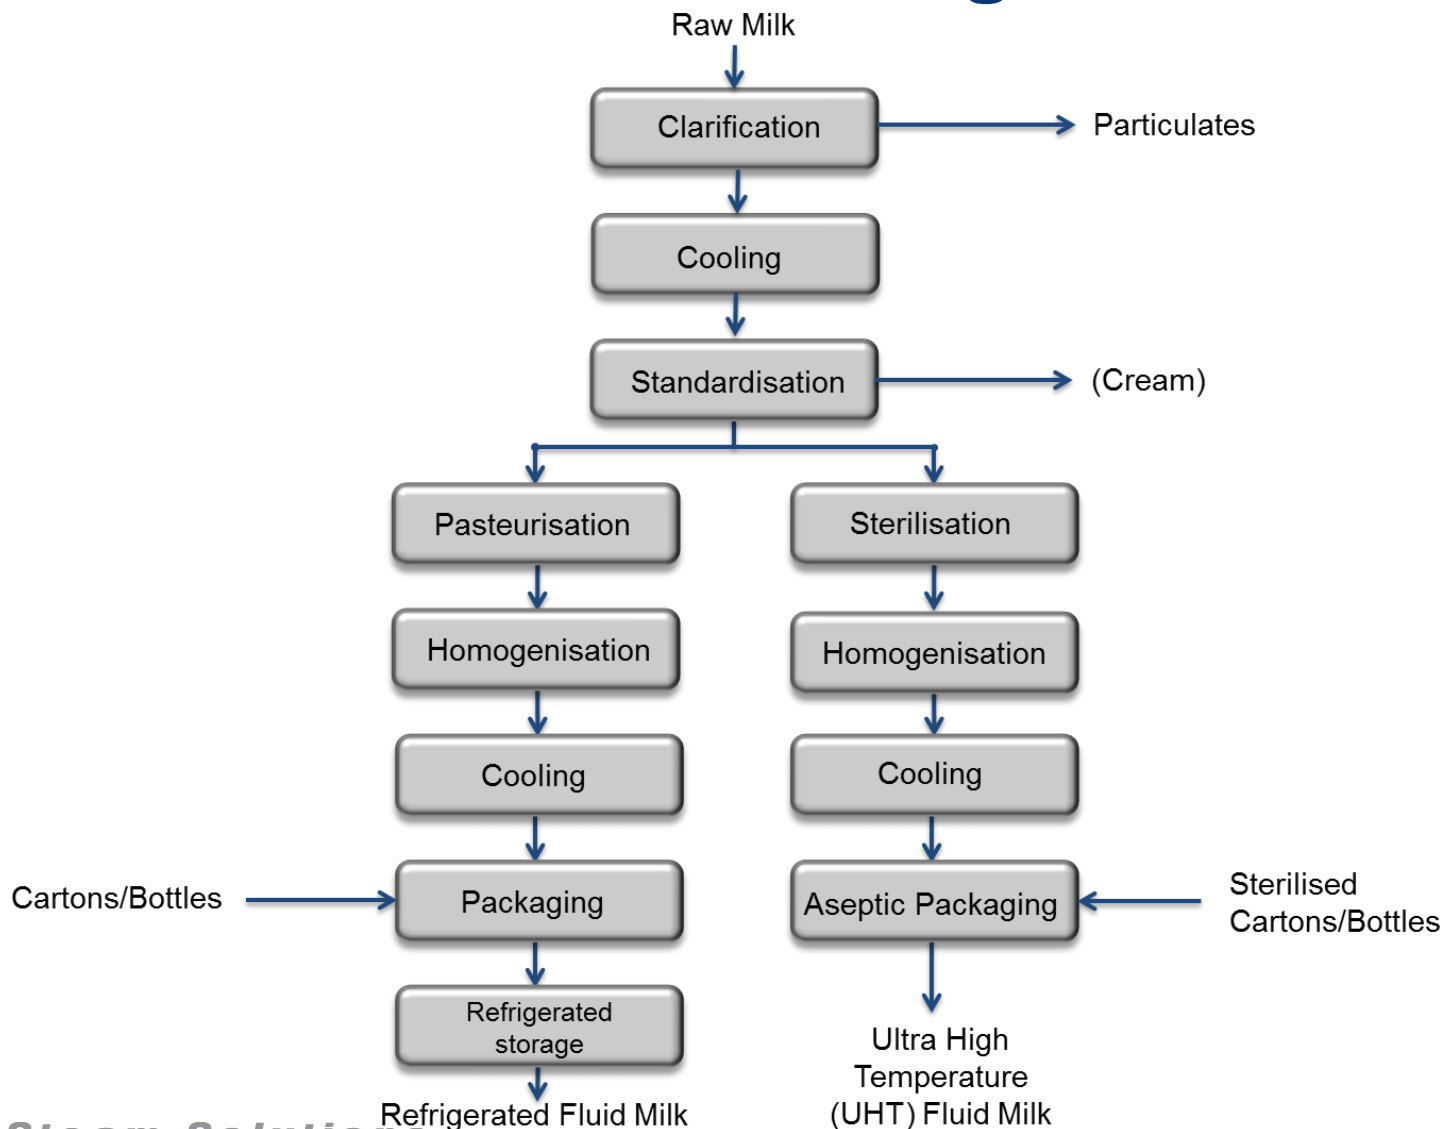 Raw Milk
Clarification
Particulates
Cooling
Standardisation
(Cream)
Pasteurisation
Sterilisation
Homogenisation
Homogenisation
Cooling
Cooling
Cartons/Bottles
Packaging
Aseptic Packaging
Sterilised
Cartons/Bottles
Refrigerated
storage
Ultra High
Temperature
(UHT) Fluid Milk
Refrigerated Fluid Milk